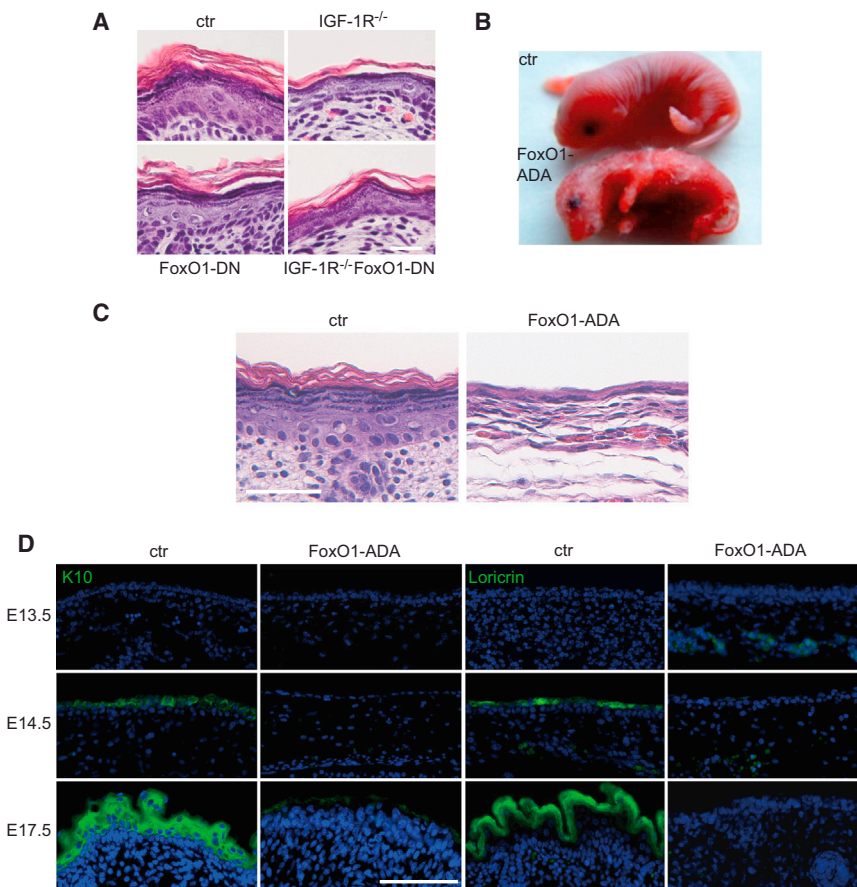 A
ctr
IGF-1R-/-
FoxO1-DN
IGF-1R-/-FoxO1-DN
B
ctr
FoxO1-
ADA
C
ctr
FoxO1-ADA
D
ctr
FoxO1-ADA
ctr
FoxO1-ADA
K10
Loricrin
E13.5
E14.5
E17.5